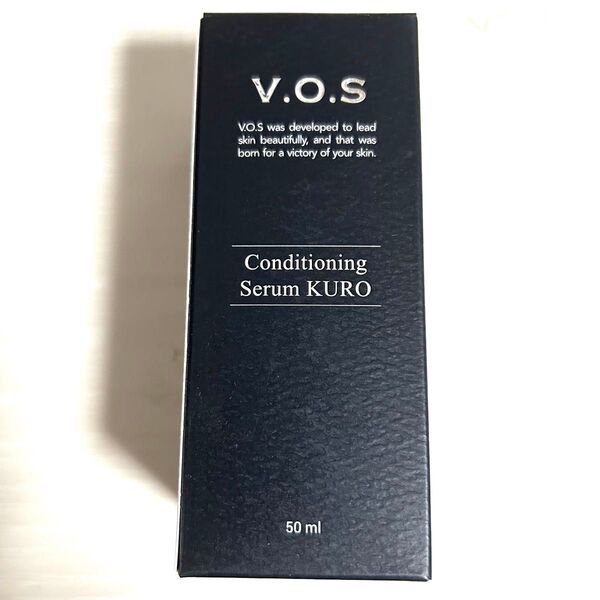 V.O.S
V.O.S was developed to lead
skin beautifully, and that was
born for a victory of your skin.
Conditioning
Serum KURO
50 ml